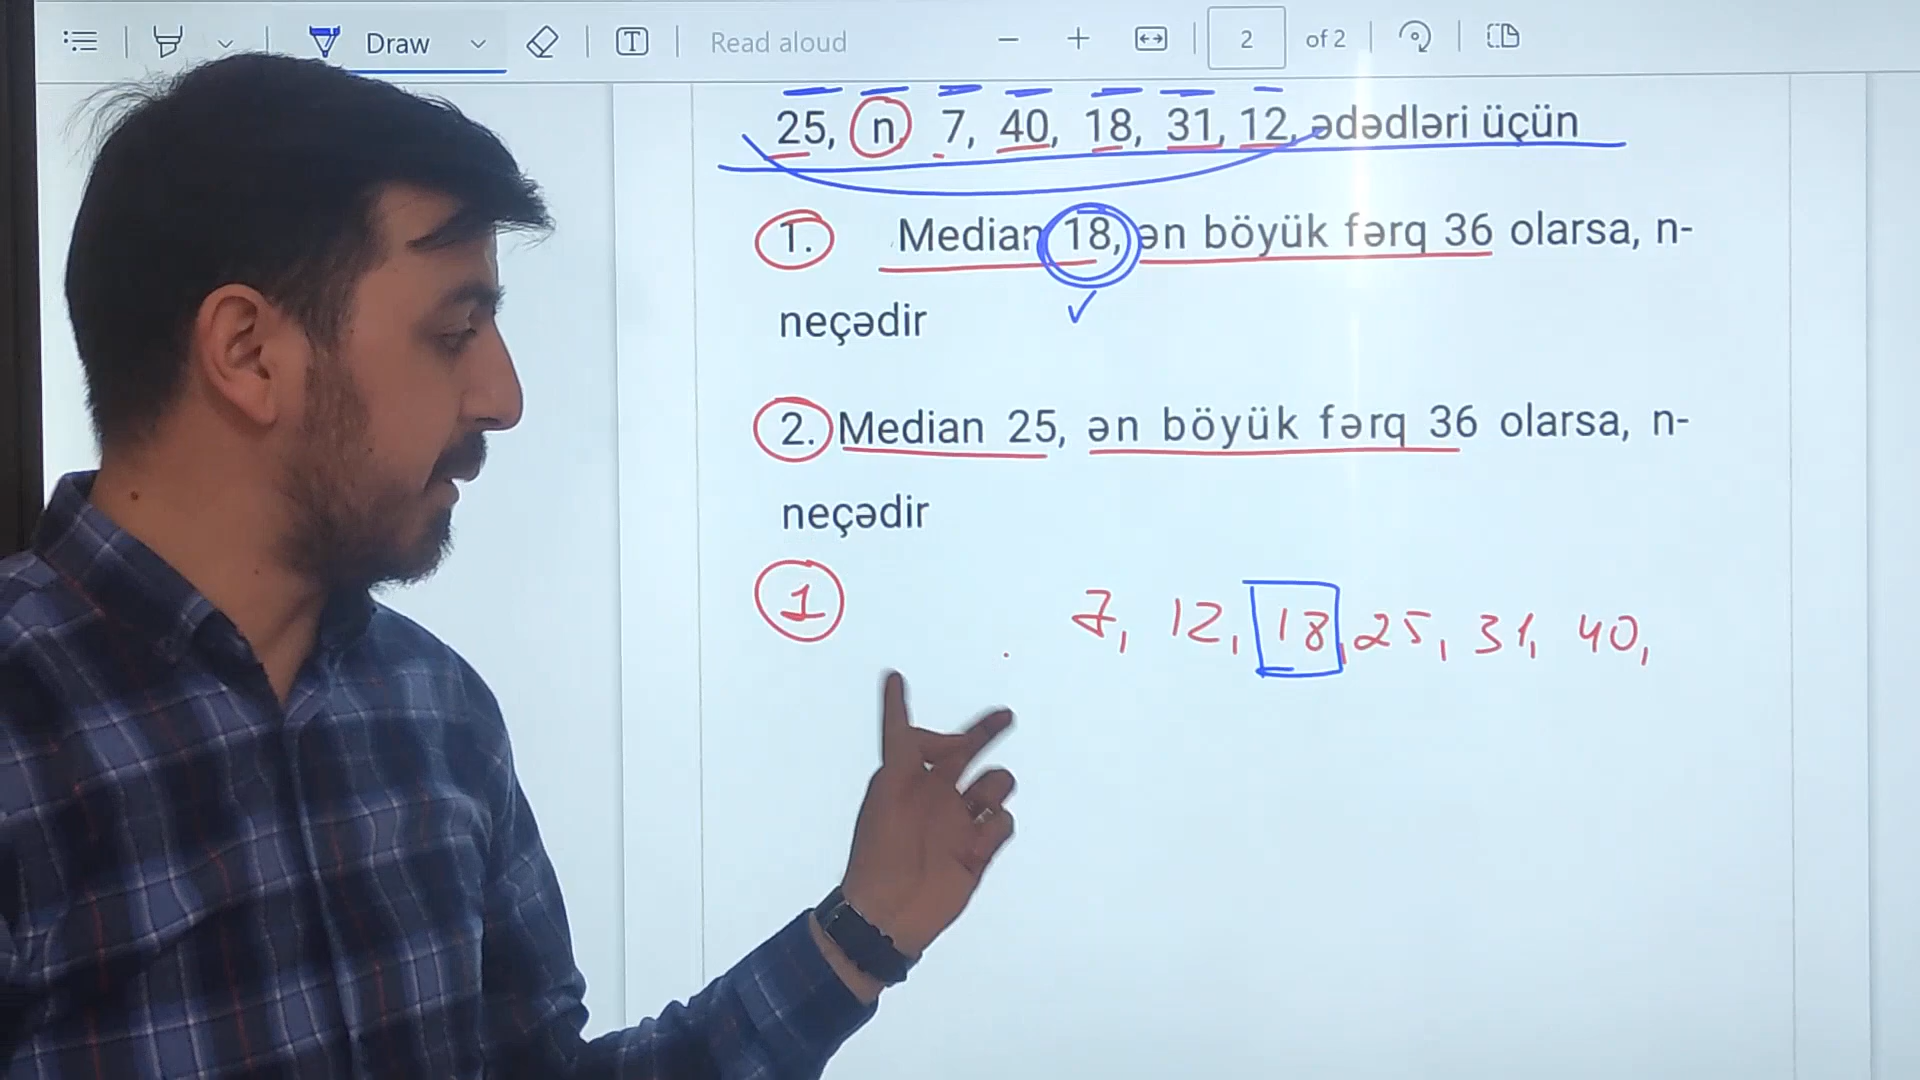 Draw Read aloud 2 of 2
25, n, 7, 40, 18, 31, 12, ədədləri üçün
1. Median 18, ən böyük fərq 36 olarsa, n-
neçədir
2. Median 25, ən böyük fərq 36 olarsa, n-
neçədir
1 7, 12, 18, 25, 31, 40,